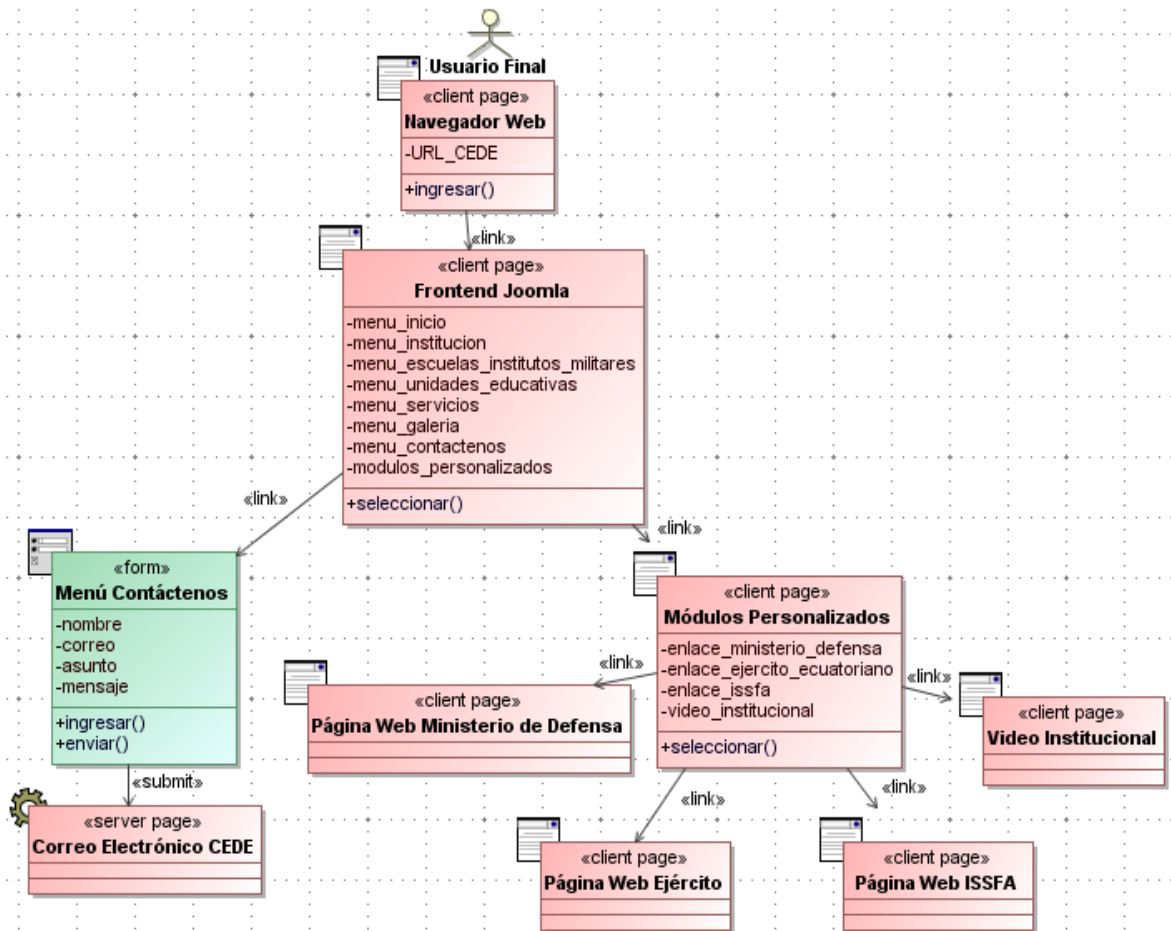 Usuario Final
«client page»
Navegador Web
-URL_CEDE
+ingresar()
«link»
«client page»
Frontend Joomla
-menu_inicio
-menu_institucion
-menu_escuelas_institutos_militares
-menu_unidades_educativas
-menu_servicios
-menu_galeria
-menu_contactenos
-modulos_personalizados
+seleccionar()
«link»
«link»
«form»
Menú Contáctenos
-nombre
-correo
-asunto
-mensaje
+ingresar()
+enviar()
«submit»
«server page»
Correo Electrónico CEDE
«client page»
Módulos Personalizados
-enlace_ministerio_defensa
-enlace_ejercito_ecuatoriano
-enlace_issfa
-video_institucional
+seleccionar()
«link»
«client page»
Página Web Ministerio de Defensa
«link»
«client page»
Video Institucional
«link»
«client page»
Página Web Ejército
«link»
«client page»
Página Web ISSFA